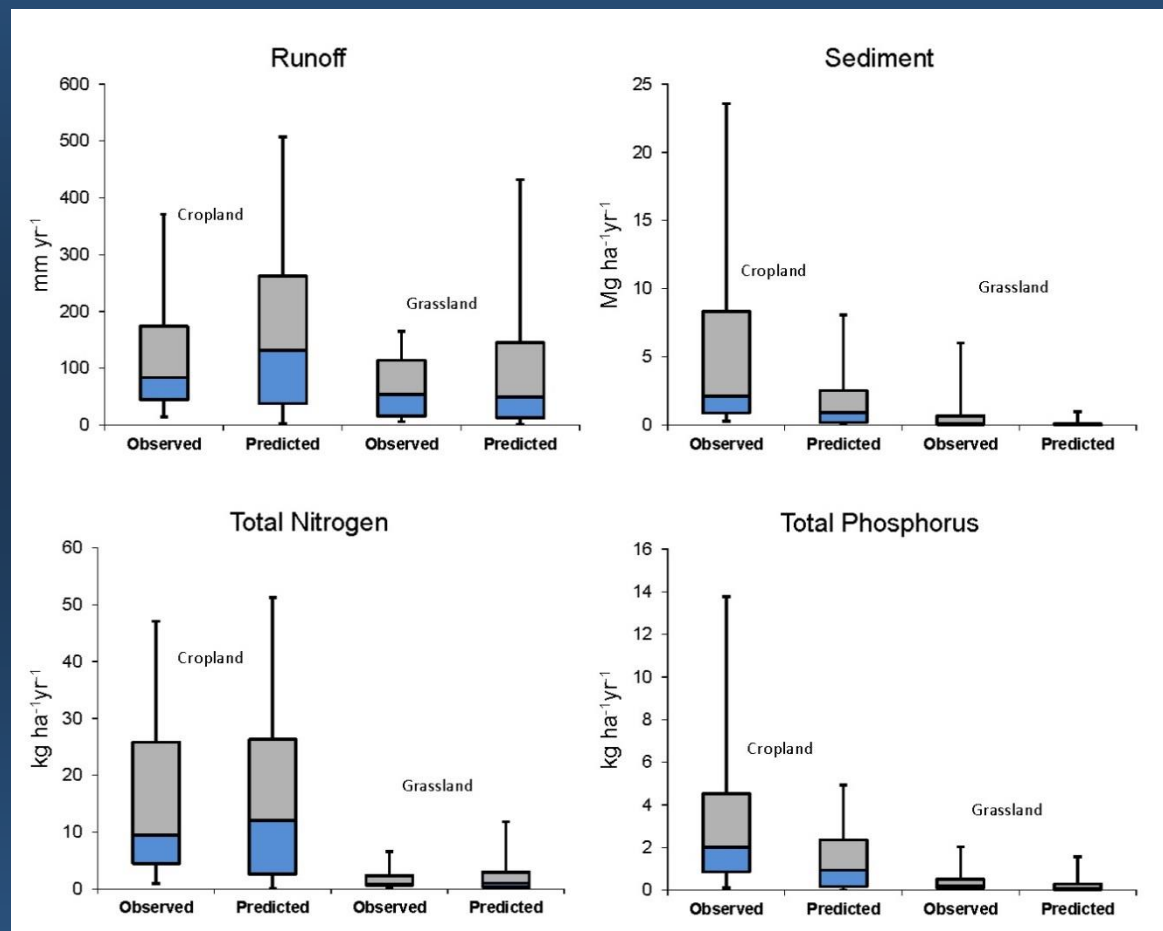 Runoff
600
500
400
300
200
100
0
mm yr⁻¹
Cropland
Grassland
Observed Predicted Observed Predicted
Sediment
25
20
15
10
5
0
Mg ha⁻¹yr⁻¹
Cropland
Grassland
Observed Predicted Observed Predicted
Total Nitrogen
60
50
40
30
20
10
0
kg ha⁻¹yr⁻¹
Cropland
Grassland
Observed Predicted Observed Predicted
Total Phosphorus
16
14
12
10
8
6
4
2
0
kg ha⁻¹yr⁻¹
Cropland
Grassland
Observed Predicted Observed Predicted